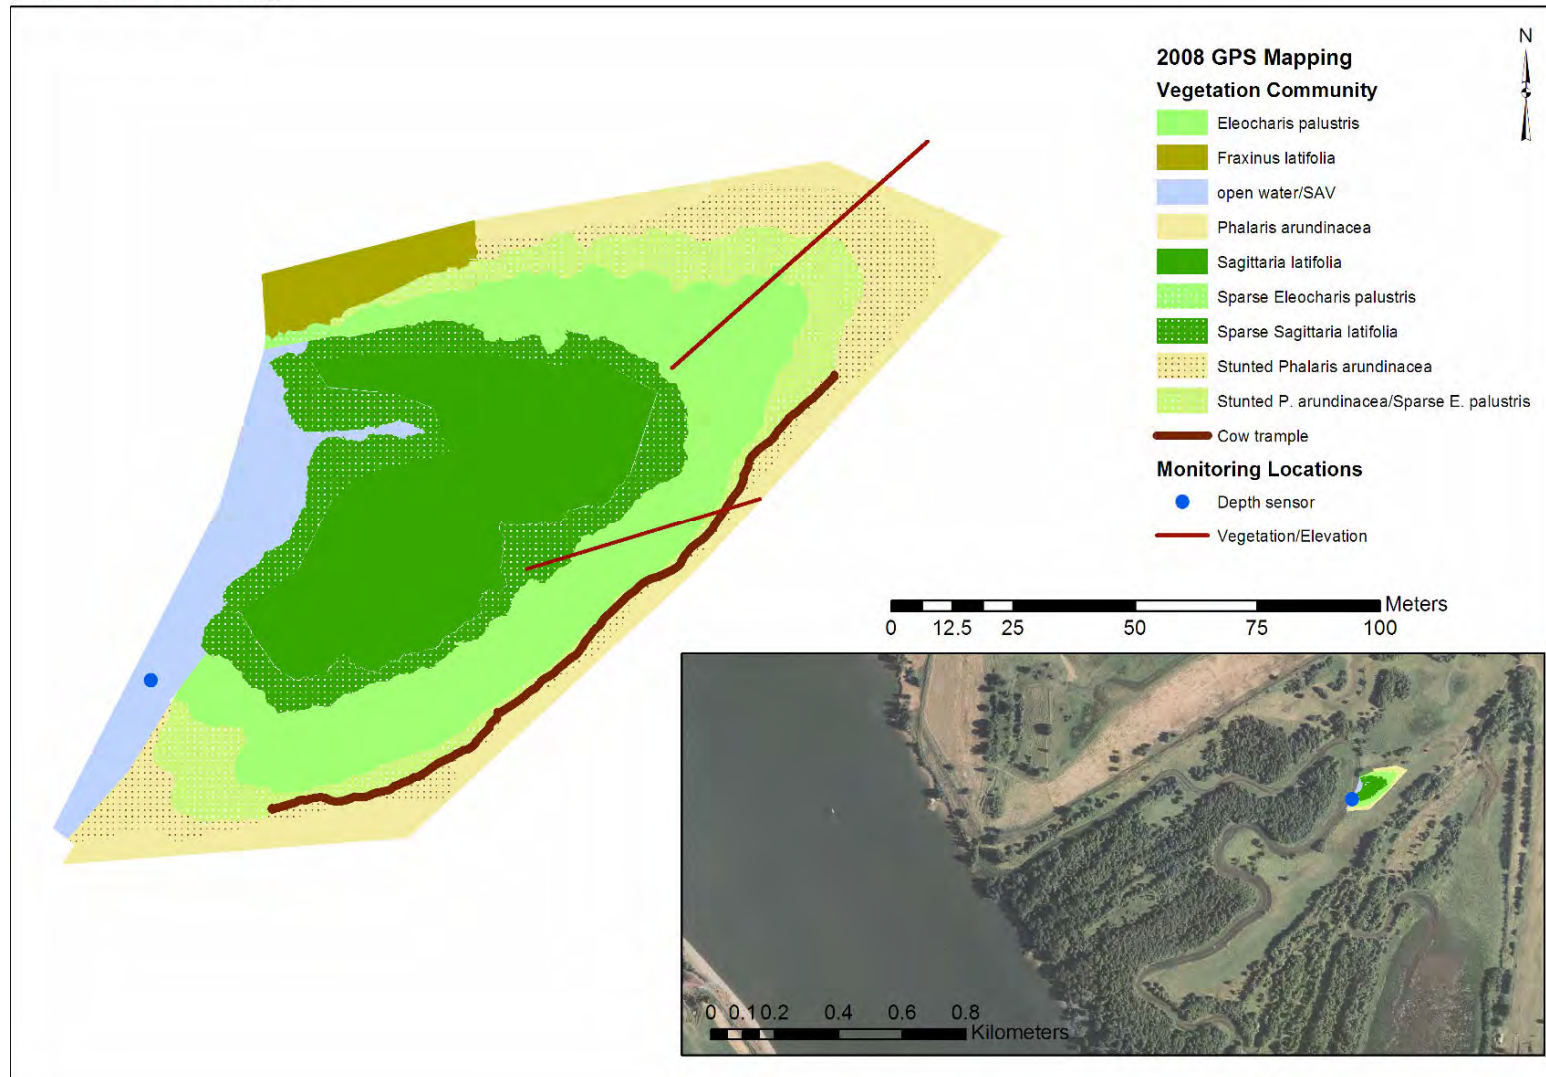 N
2008 GPS Mapping
Vegetation Community
Eleocharis palustris
Fraxinus latifolia
open water/SAV
Phalaris arundinacea
Sagittaria latifolia
Sparse Eleocharis palustris
Sparse Sagittaria latifolia
Stunted Phalaris arundinacea
Stunted P. arundinacea/Sparse E. palustris
Cow trample
Monitoring Locations
Depth sensor
Vegetation/Elevation
Meters
0 12.5 25 50 75 100
0 0.1 0.2 0.4 0.6 0.8
Kilometers